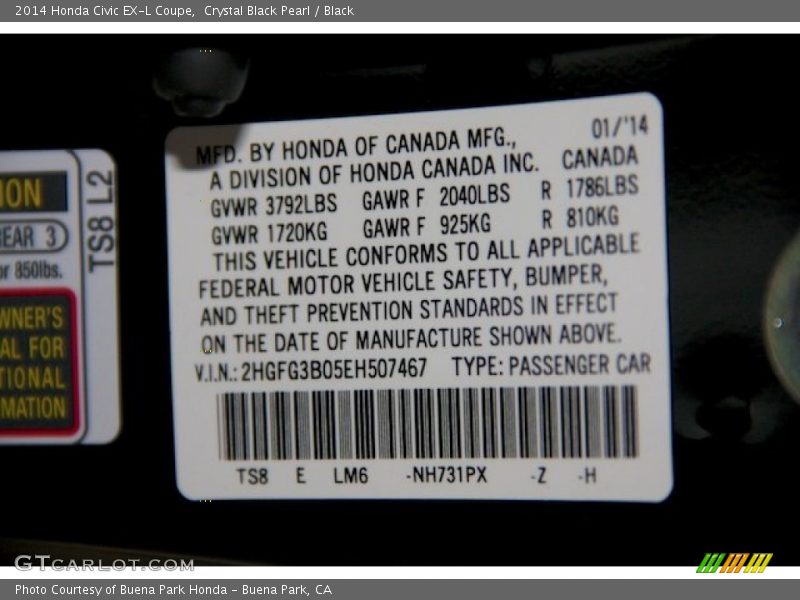 2014 Honda Civic EX-L Coupe,  Crystal Black Pearl / Black
01/'14
MFD. BY HONDA OF CANADA MFG.,
A DIVISION OF HONDA CANADA INC. CANADA
GVWR 3792LBS GAWR F 2040LBS R 1786LBS
GVWR 1720KG GAWR F 925KG R 810KG
THIS VEHICLE CONFORMS TO ALL APPLICABLE
FEDERAL MOTOR VEHICLE SAFETY, BUMPER,
AND THEFT PREVENTION STANDARDS IN EFFECT
ON THE DATE OF MANUFACTURE SHOWN ABOVE.
V.I.N.: 2HGFG3B05EH507467 TYPE: PASSENGER CAR
TS8 E LM6 -NH731PX -Z -H
ION
REAR 3
or 850lbs.
WNER'S
AL FOR
TIONAL
MATION
TS8 L2
GTCARLOT.COM
Photo Courtesy of Buena Park Honda - Buena Park, CA